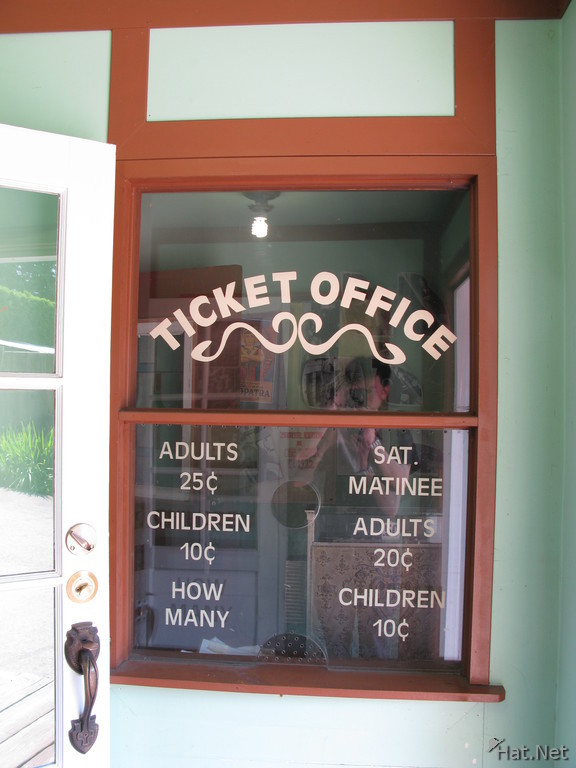 TICKET OFFICE
ADULTS
25¢
CHILDREN
10¢
HOW
MANY
SAT.
MATINEE
ADULTS
20¢
CHILDREN
10¢
Hat.Net